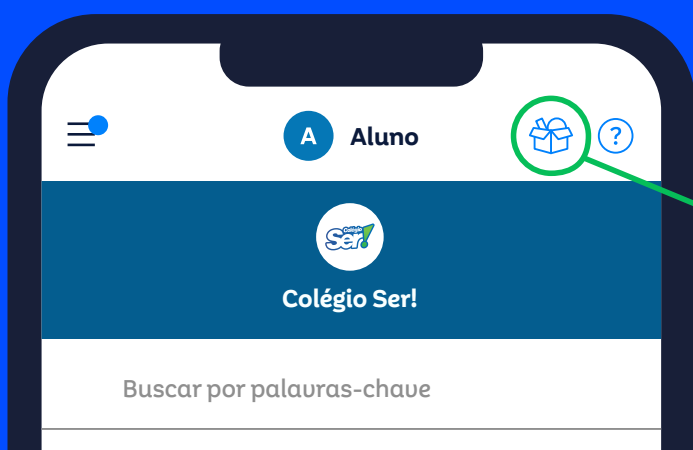 A Aluno ?
Colégio
Ser!
Colégio Ser!
Buscar por palavras-chave